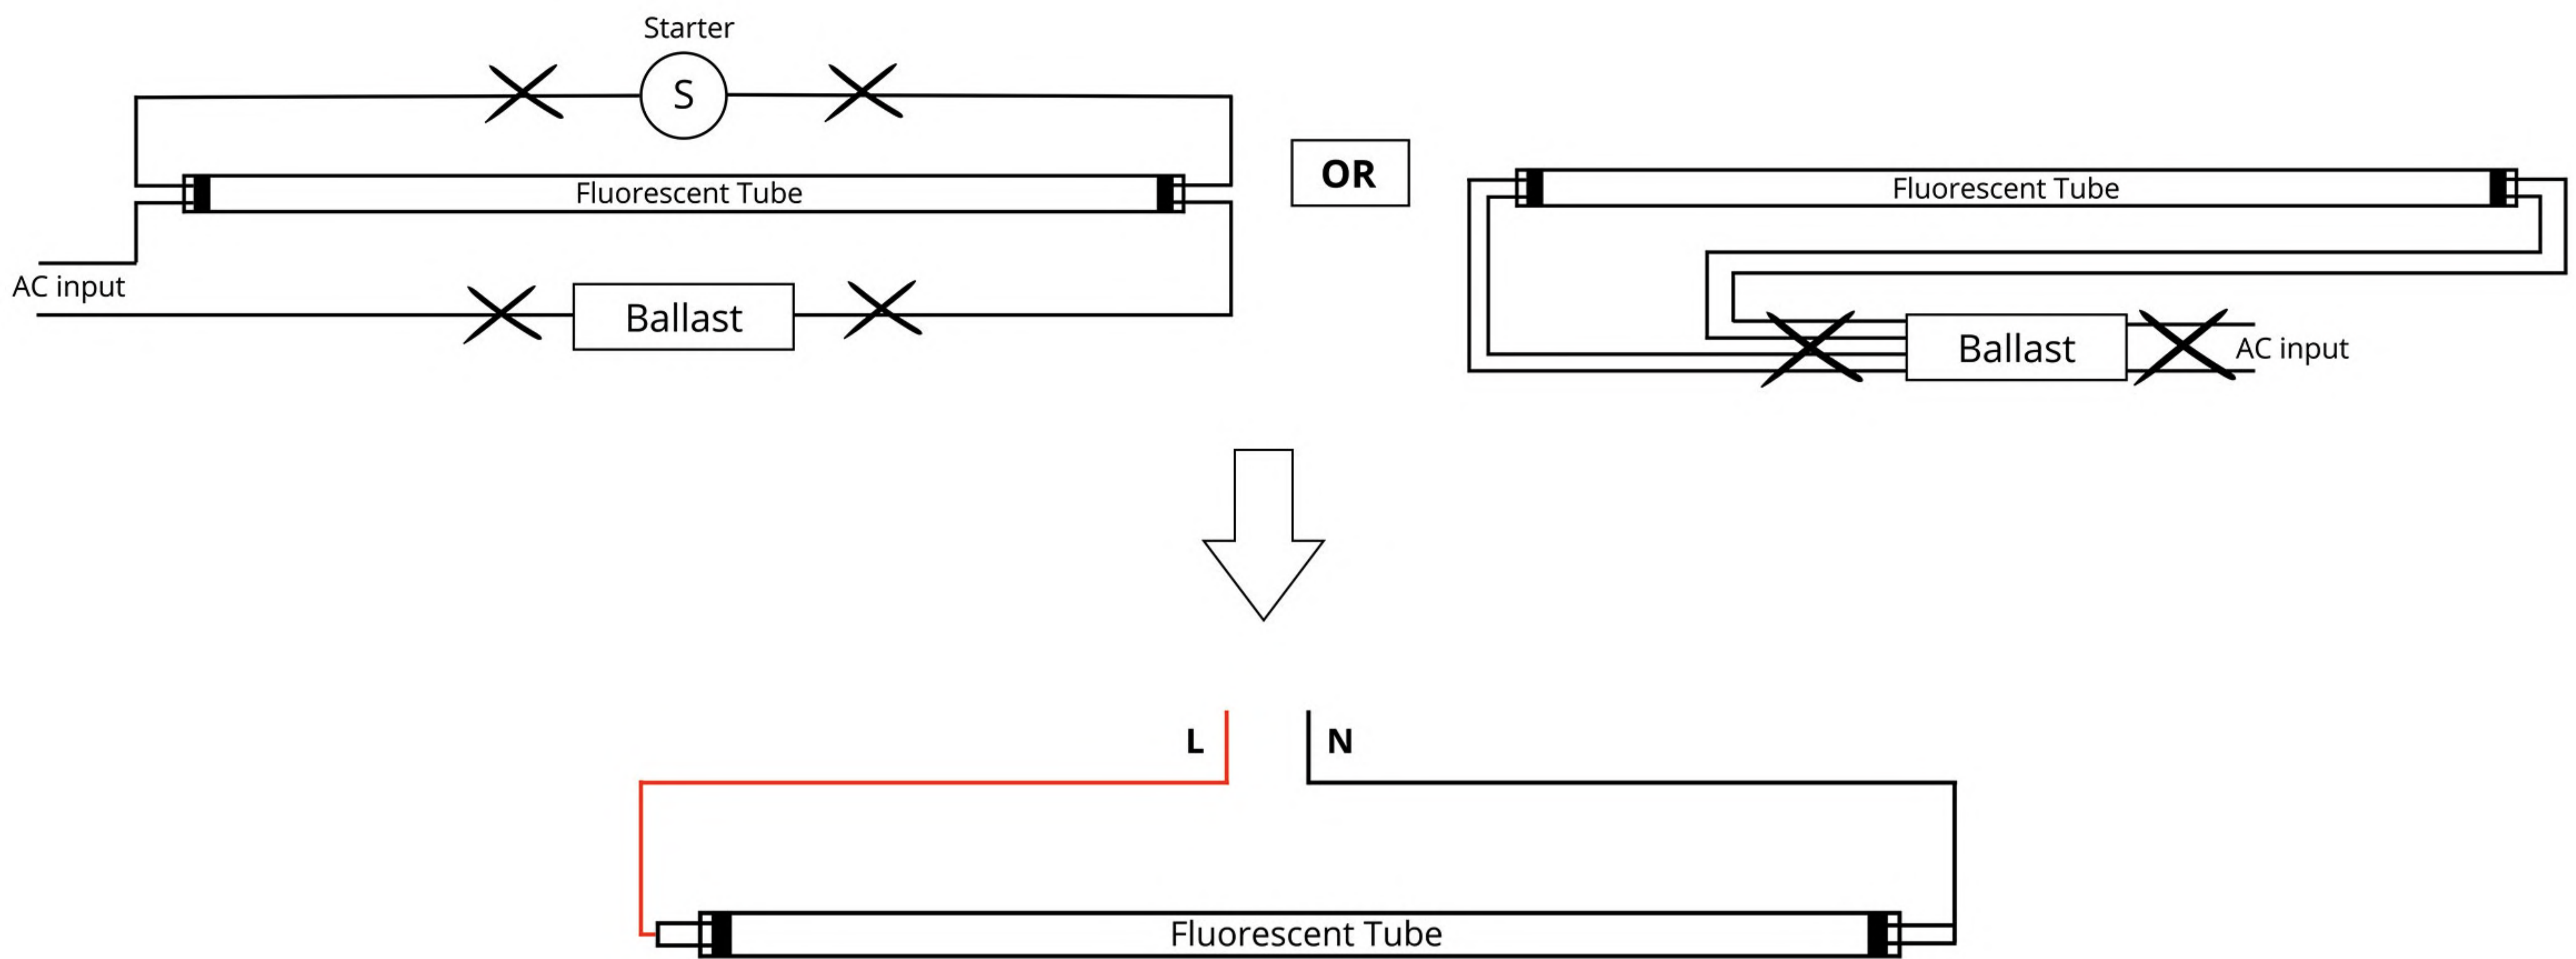 Starter
S
Fluorescent Tube
AC input
Ballast
OR
Fluorescent Tube
Ballast
AC input
L
N
Fluorescent Tube